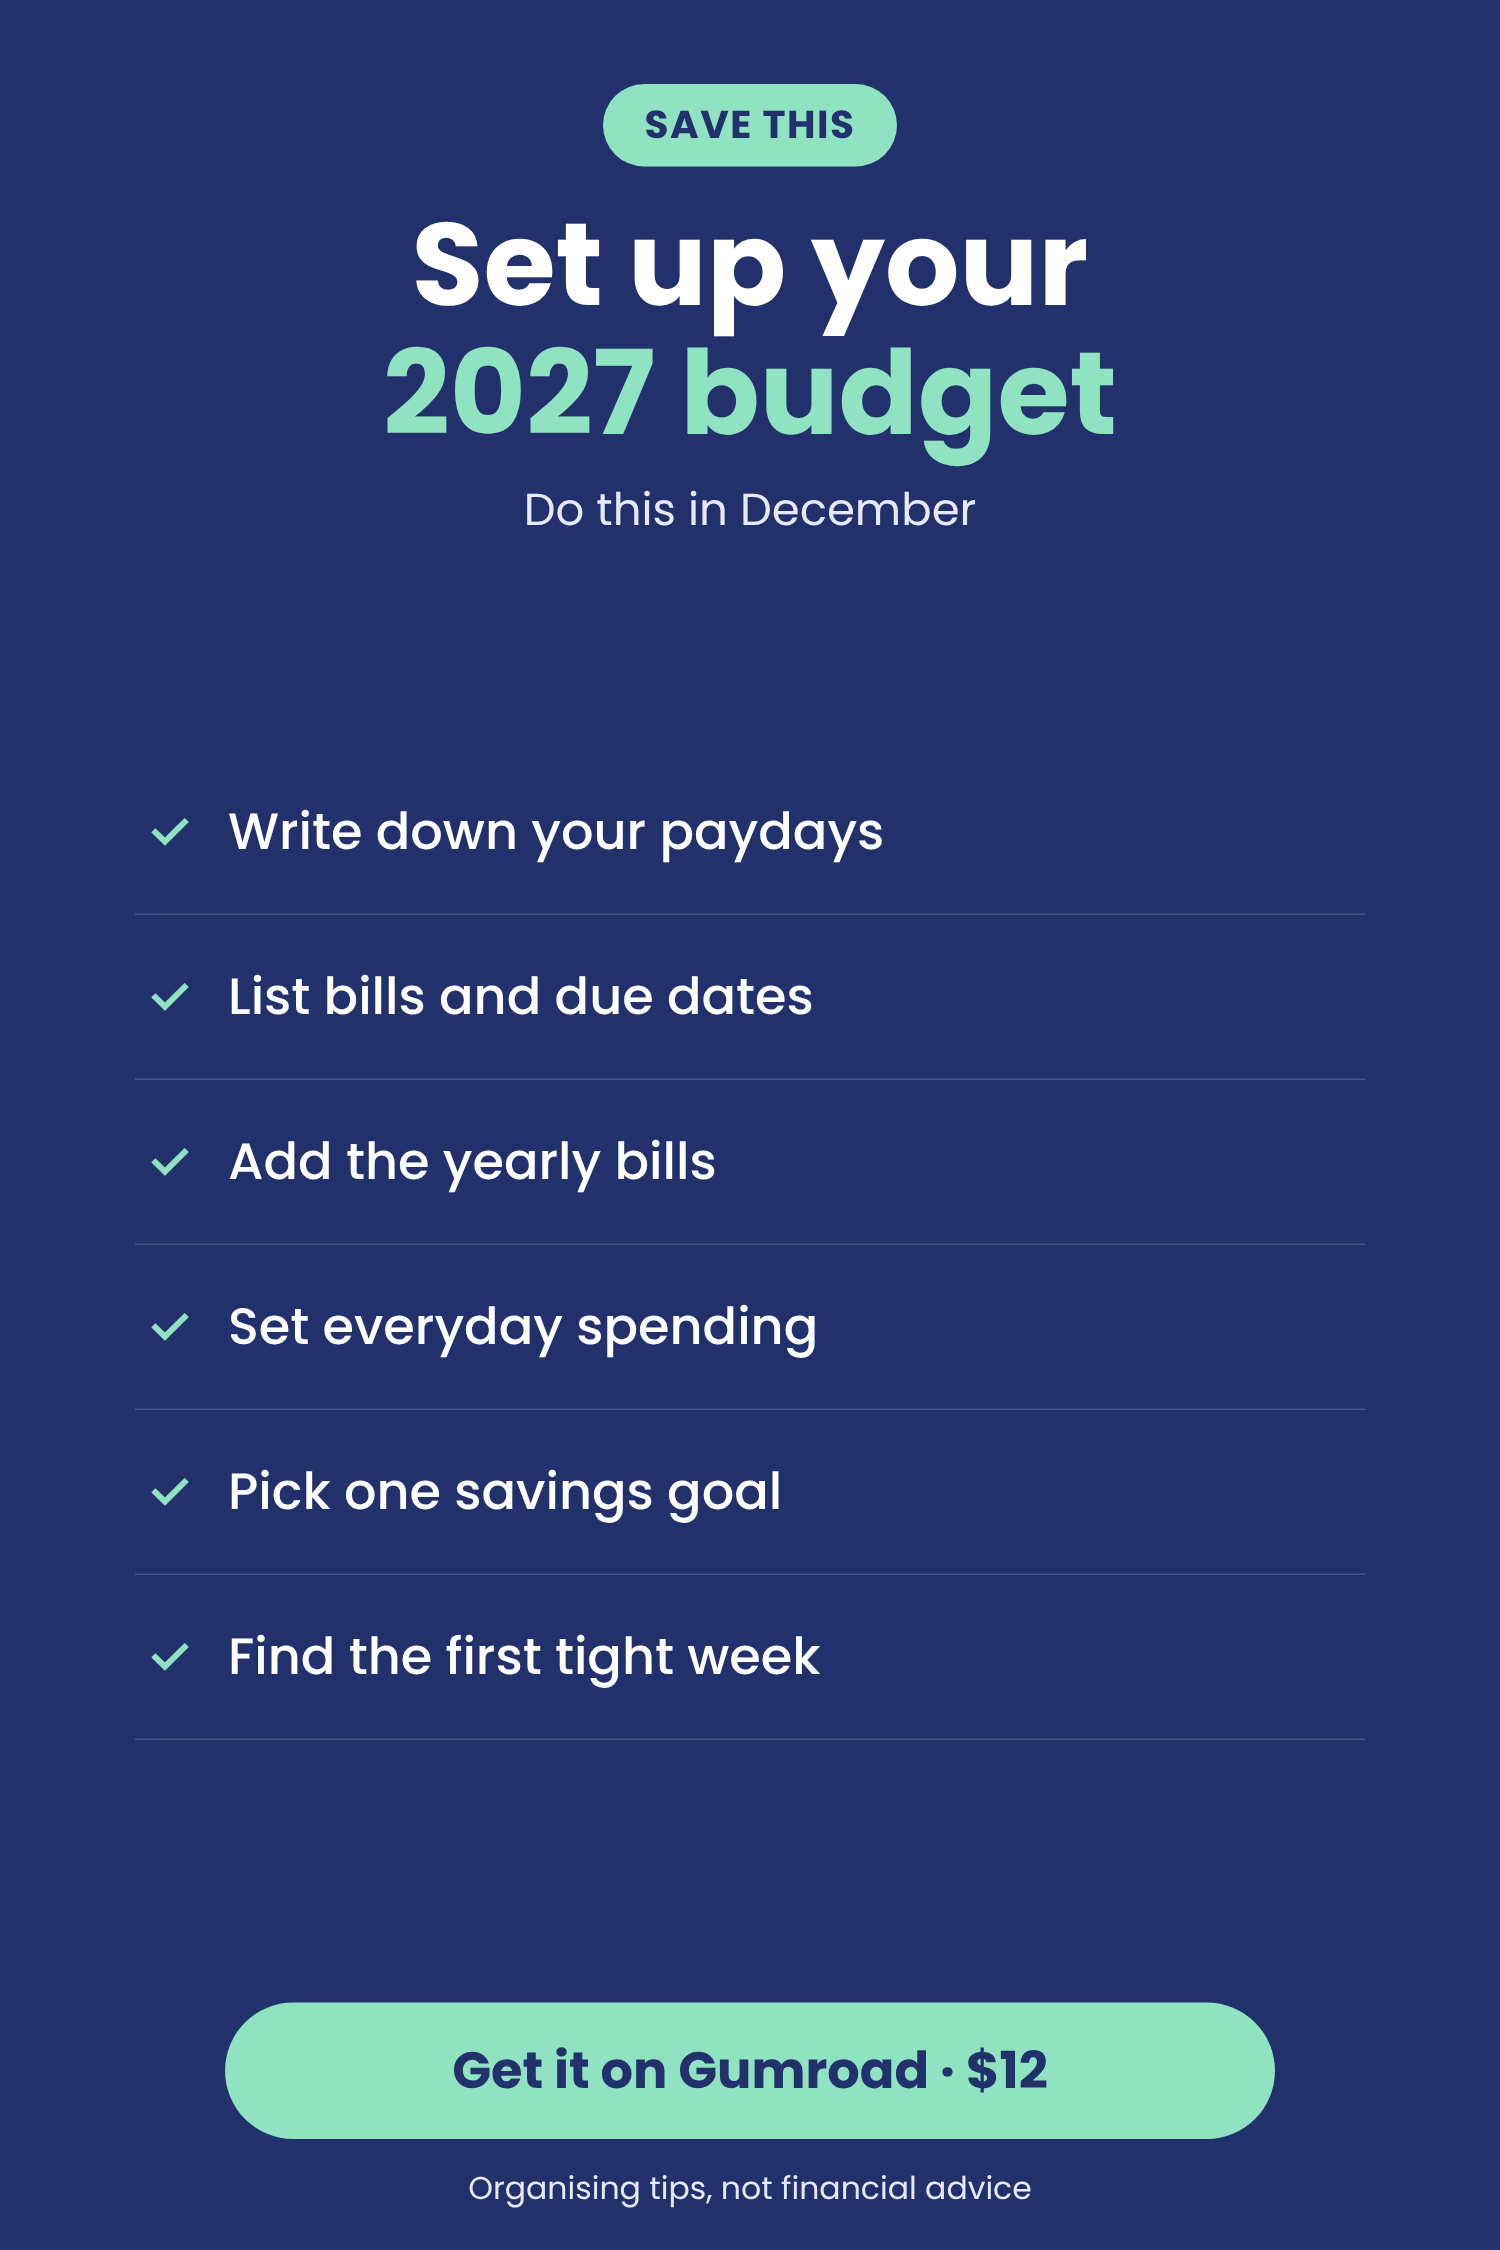 SAVE THIS
Set up your
2027 budget
Do this in December
Write down your paydays
List bills and due dates
Add the yearly bills
Set everyday spending
Pick one savings goal
Find the first tight week
Get it on Gumroad · $12
Organising tips, not financial advice